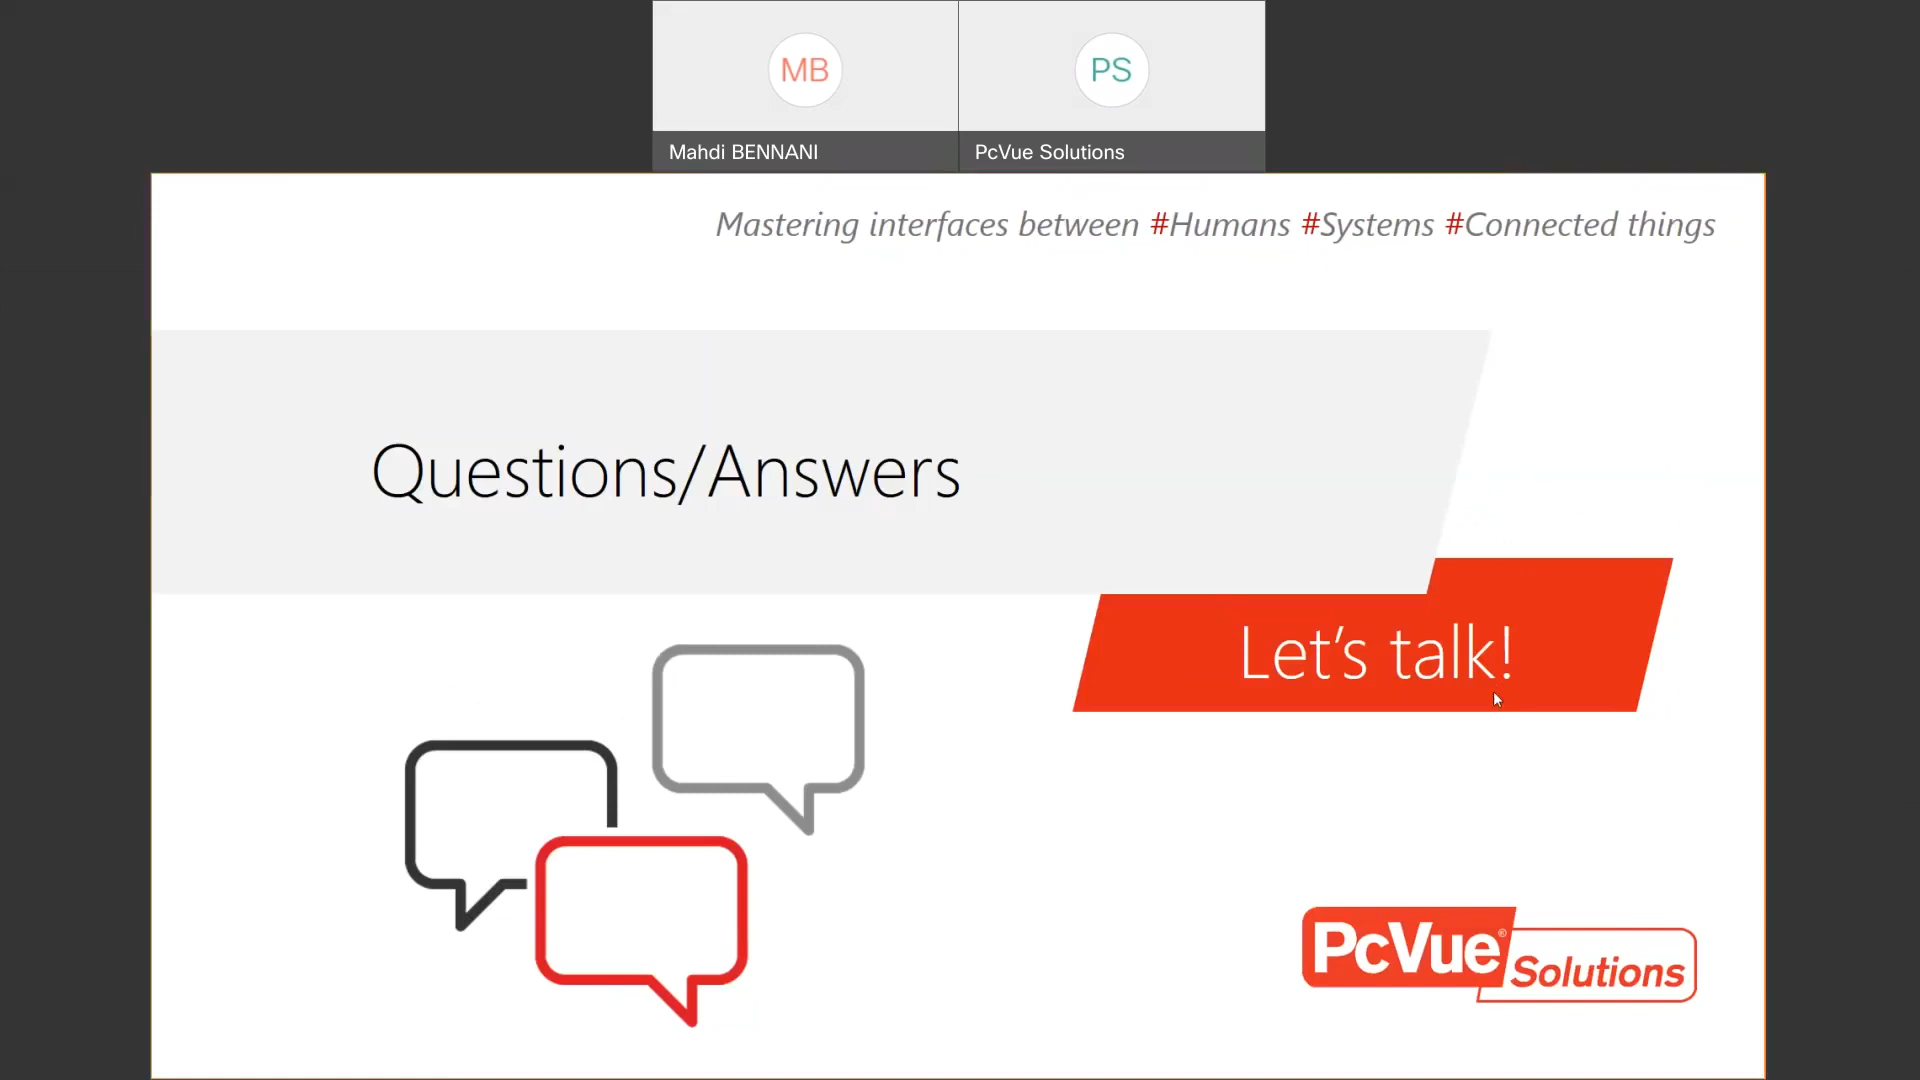 MB
PS
Mahdi BENNANI
PcVue Solutions
Mastering interfaces between #Humans #Systems #Connected things
Questions/Answers
Let's talk!
PcVue®
Solutions